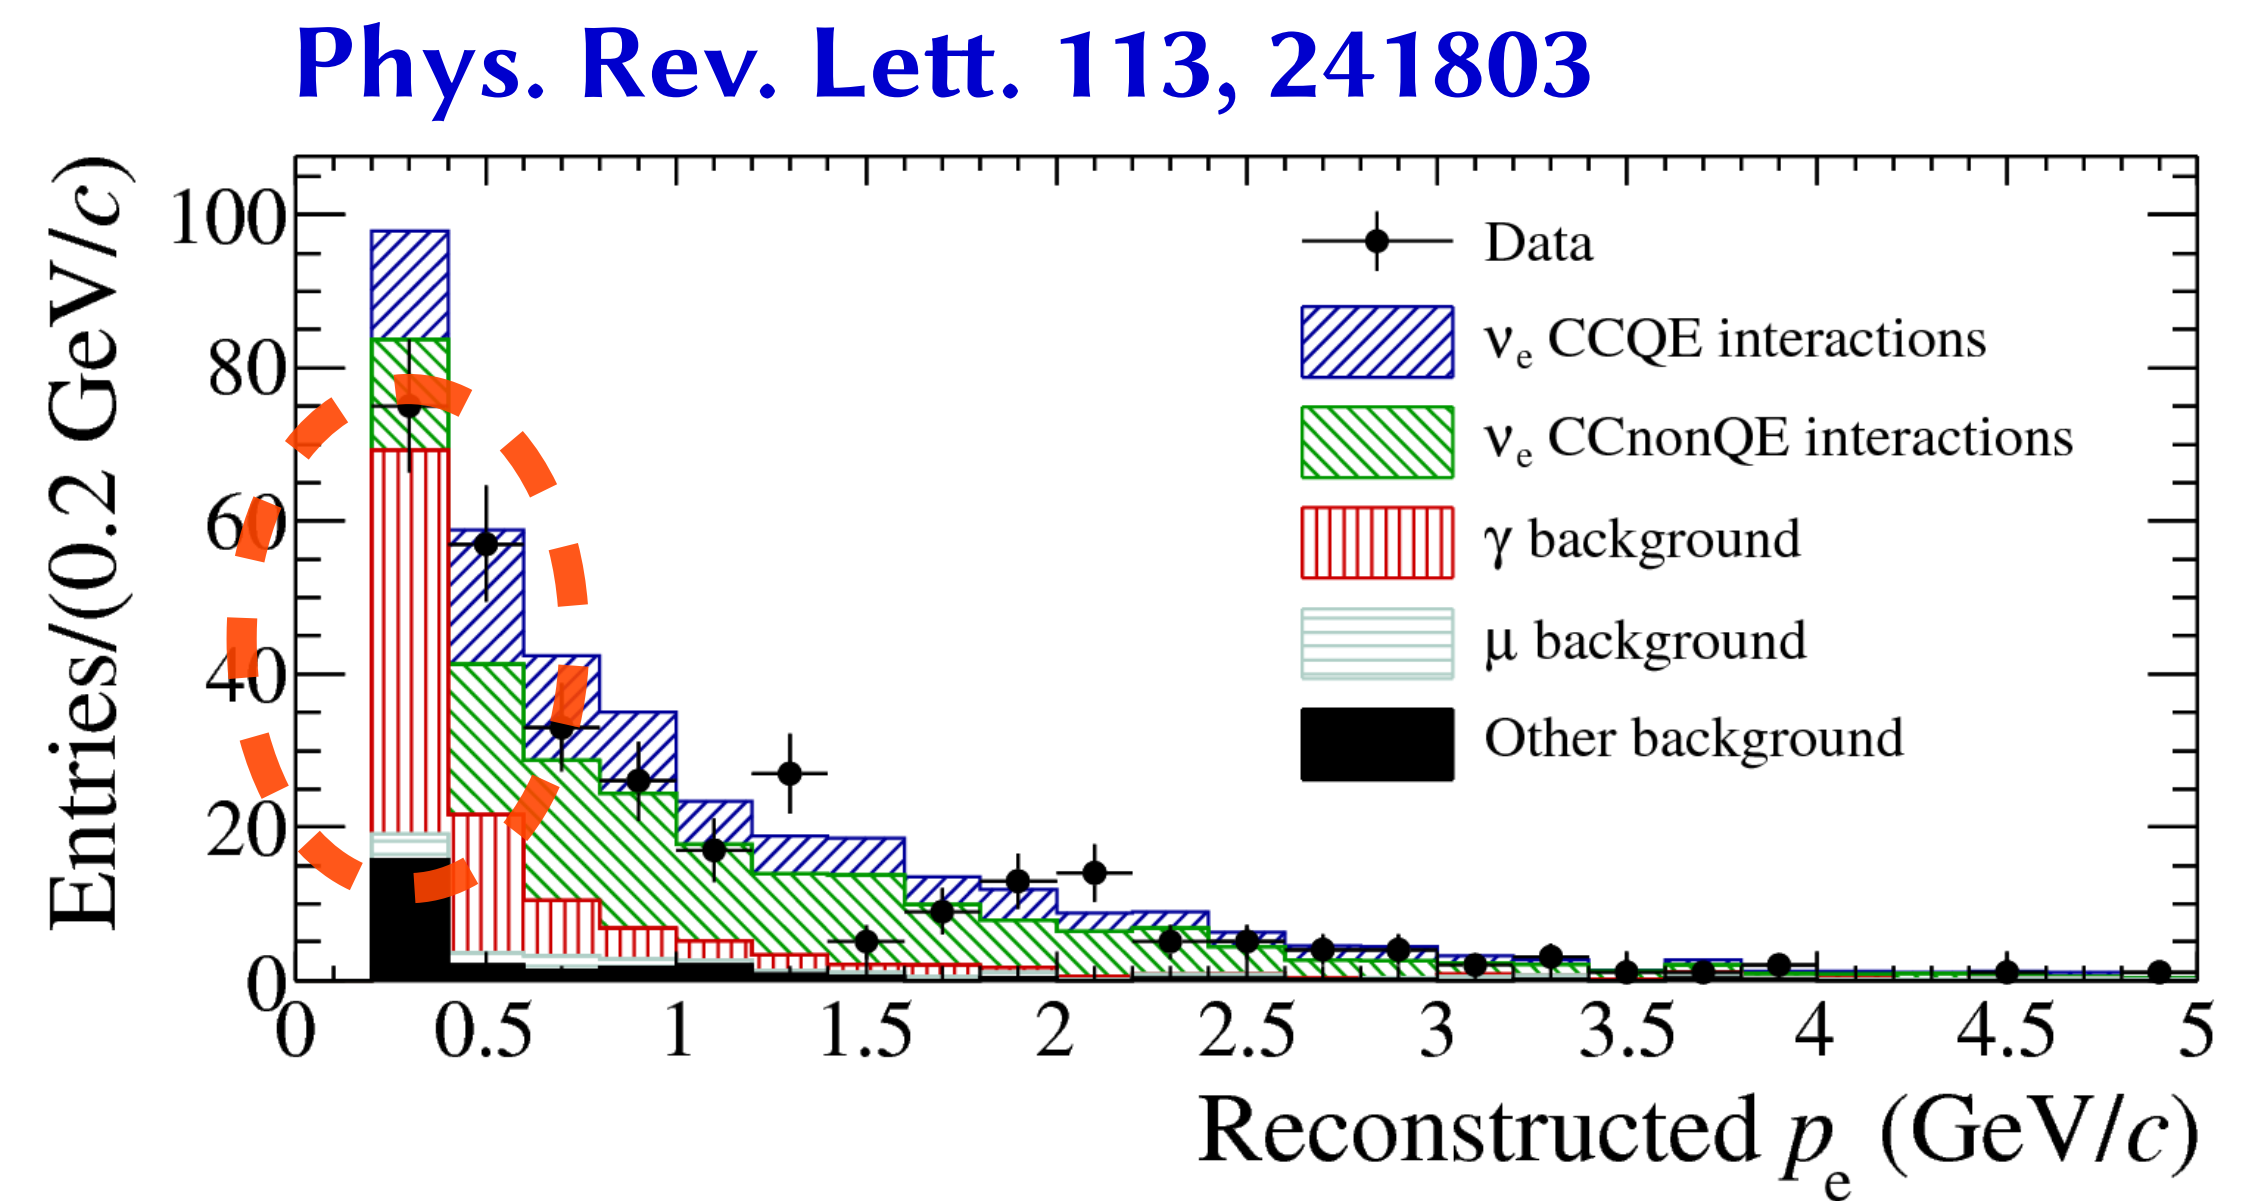 Phys. Rev. Lett. 113, 241803
Entries/(0.2 GeV/c)
100
80
60
40
20
0
Data
νe CCQE interactions
νe CCnonQE interactions
γ background
μ background
Other background
0 0.5 1 1.5 2 2.5 3 3.5 4 4.5 5
Reconstructed pe (GeV/c)